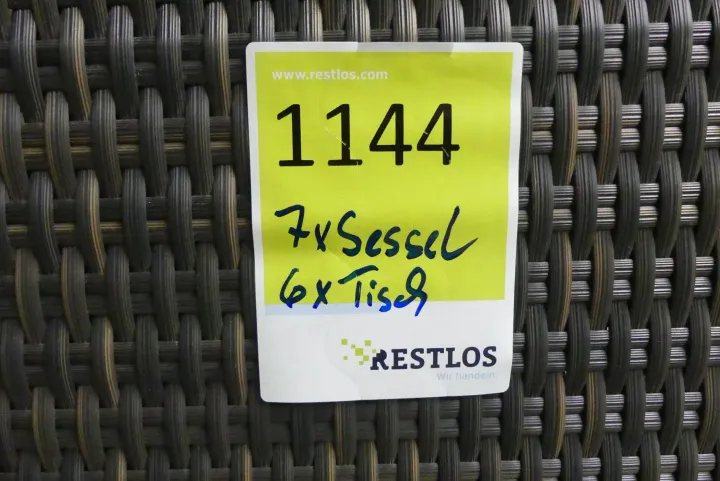 www.restlos.com
1144
7x Sessel
6x Tisch
RESTLOS
Wir handeln.